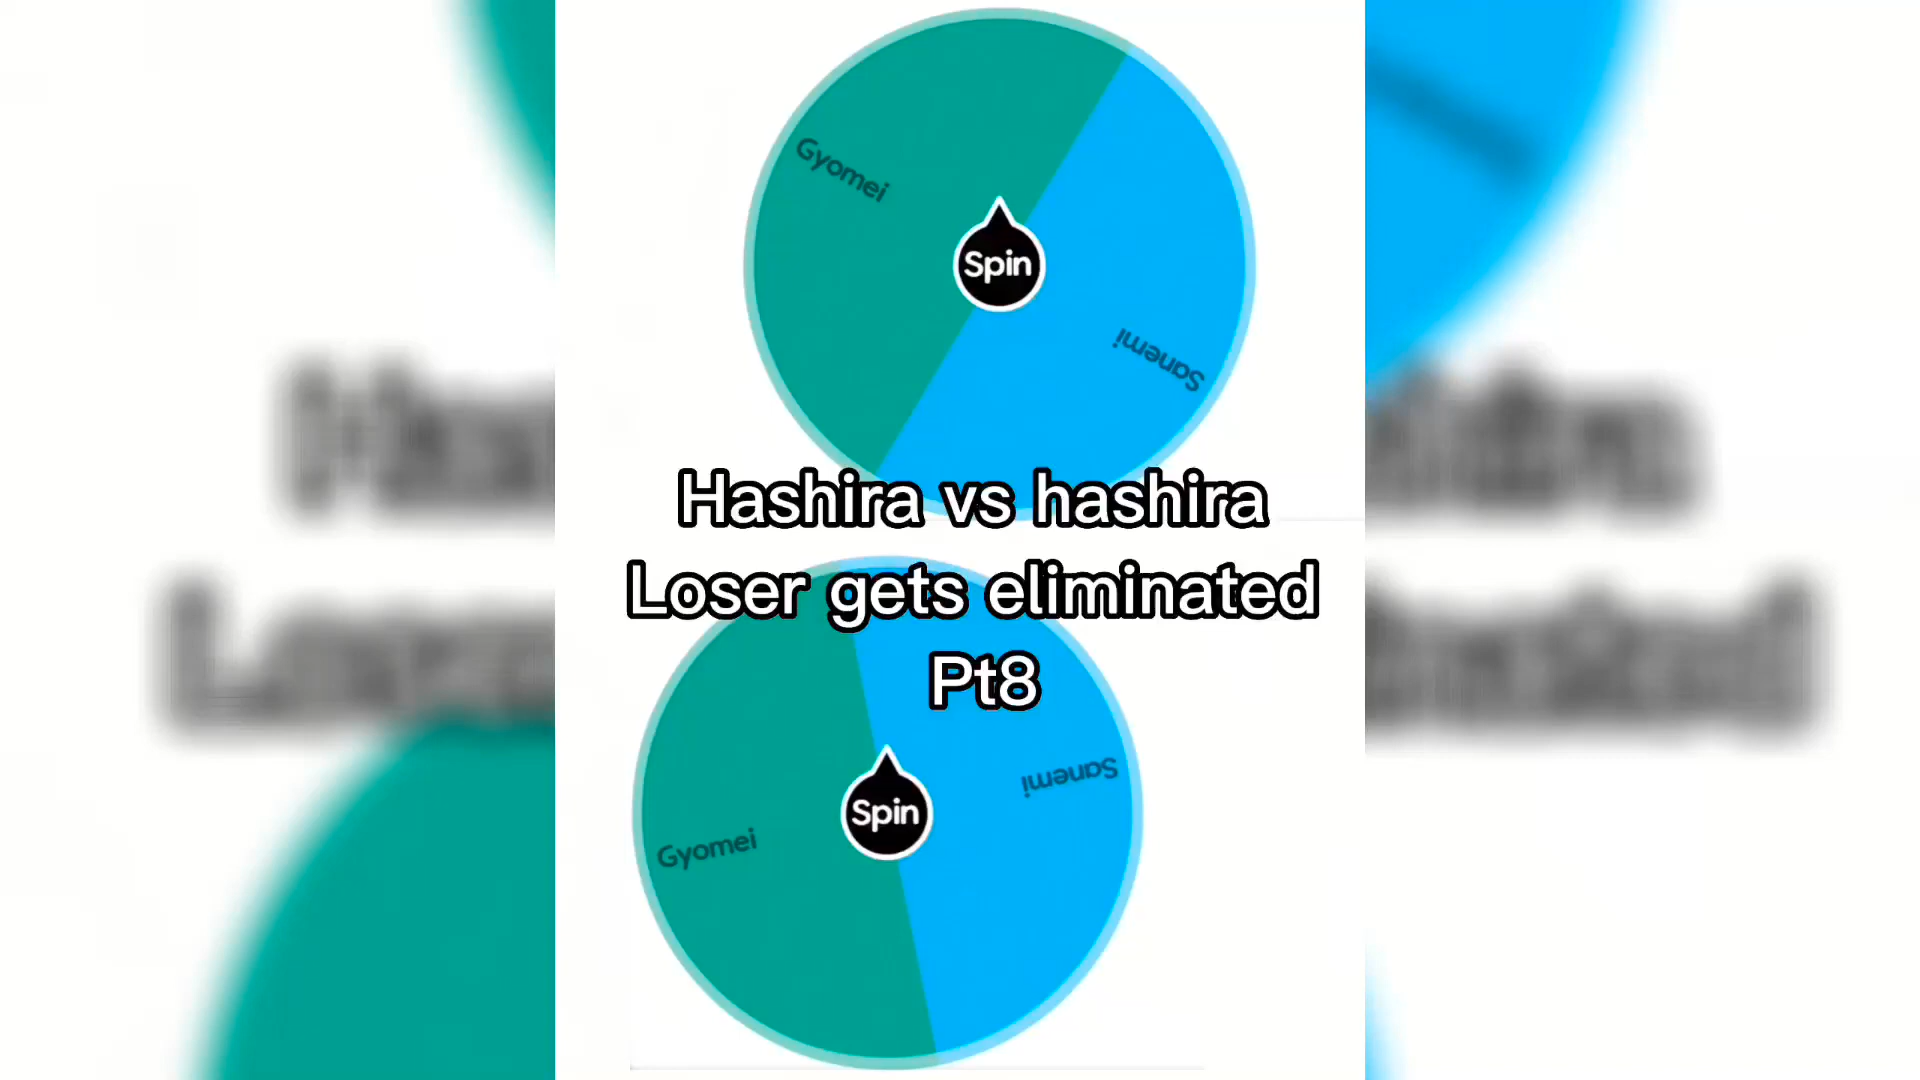 Gyomei
Spin
Sanemi
Hashira vs hashira
Loser gets eliminated
Pt8
Sanemi
Spin
Gyomei